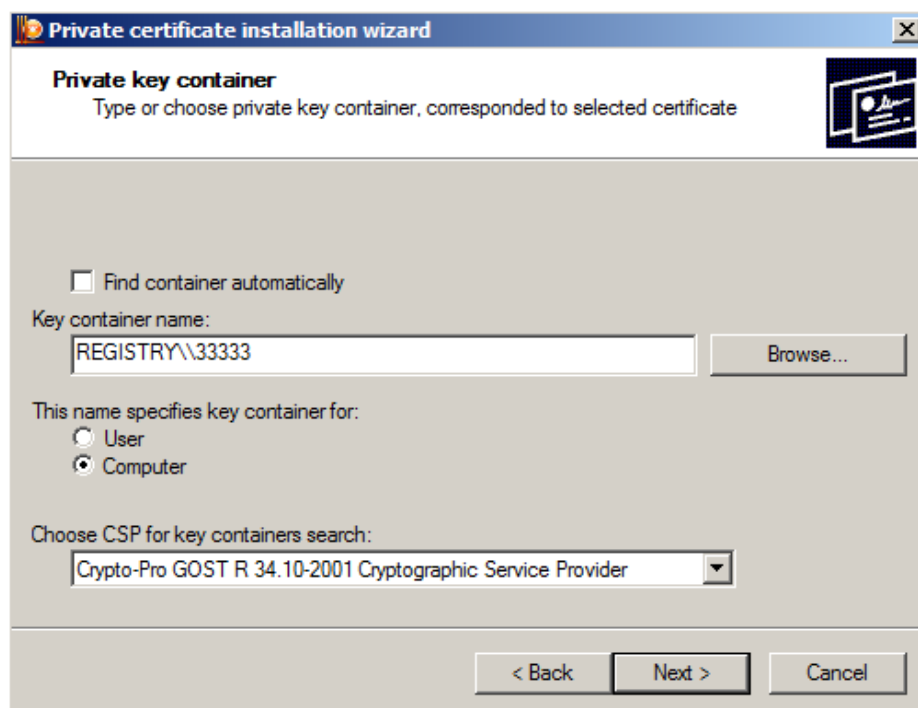 Private certificate installation wizard
Private key container
Type or choose private key container, corresponded to selected certificate
Find container automatically
Key container name:
REGISTRY\\33333
Browse...
This name specifies key container for:
User
Computer
Choose CSP for key containers search:
Crypto-Pro GOST R 34.10-2001 Cryptographic Service Provider
< Back
Next >
Cancel